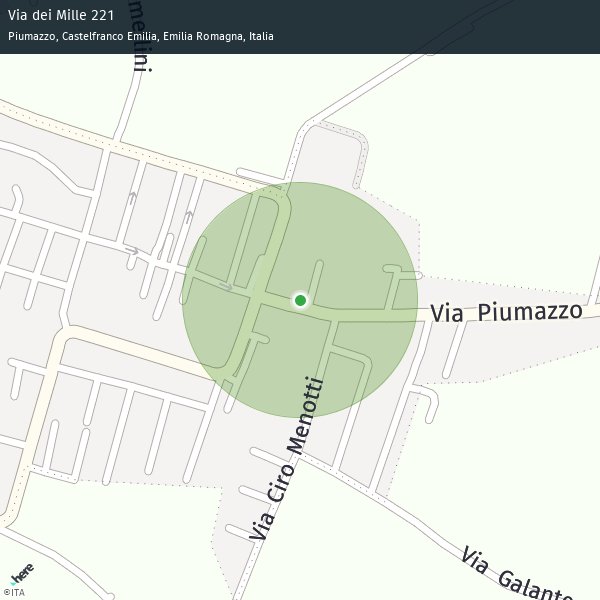 Via dei Mille 221
Piumazzo, Castelfranco Emilia, Emilia Romagna, Italia
Via Piumazzo
Via Ciro Menotti
Via Galante
here
©ITA